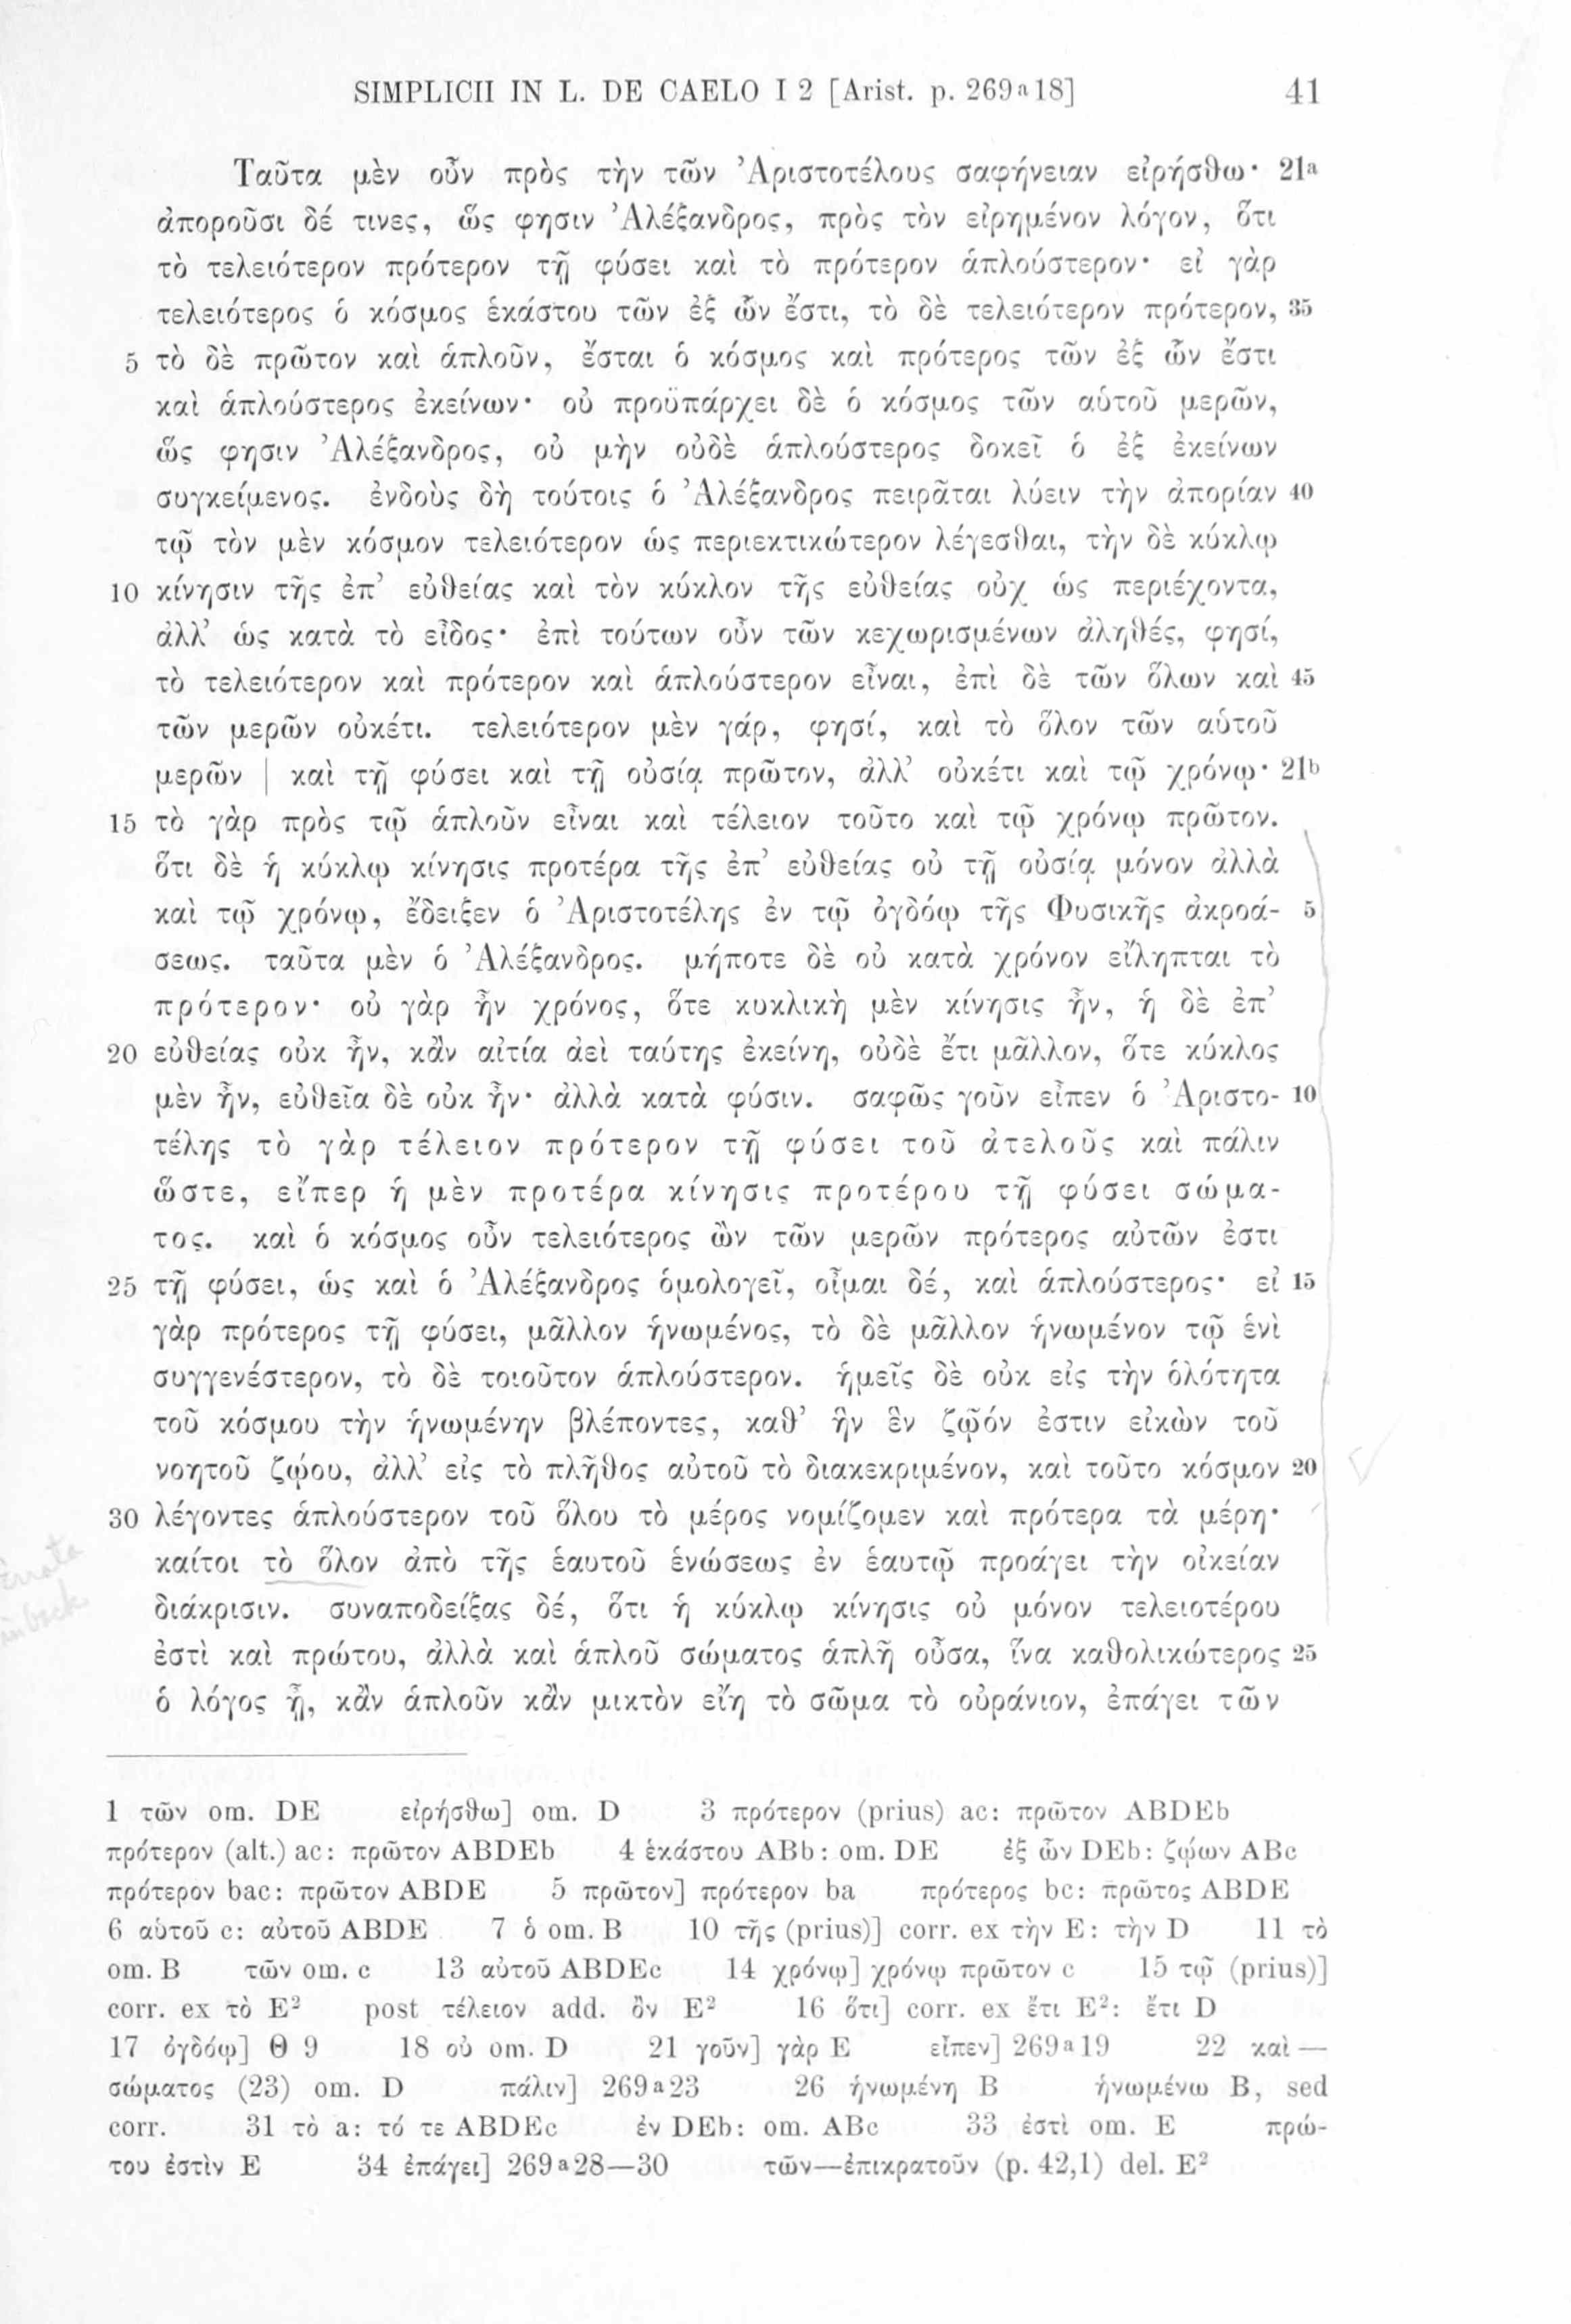 SIMPLICII IN L. DE CAELO I 2 [Arist. p. 269a18] 41
Ταῦτα μὲν οὖν πρὸς τὴν τῶν Ἀριστοτέλους σαφήνειαν εἰρήσθω· 21a
ἀποροῦσι δέ τινες, ὥς φησιν Ἀλέξανδρος, πρὸς τὸν εἰρημένον λόγον, ὅτι
τὸ τελειότερον πρότερον τῇ φύσει καὶ τὸ πρότερον ἁπλούστερον· εἰ γὰρ
τελειότερος ὁ κόσμος ἑκάστου τῶν ἐξ ὧν ἔστι, τὸ δὲ τελειότερον πρότερον, 35
5 τὸ δὲ πρῶτον καὶ ἁπλοῦν, ἔσται ὁ κόσμος καὶ πρότερος τῶν ἐξ ὧν ἔστι
καὶ ἁπλούστερος ἐκείνων· οὐ προϋπάρχει δὲ ὁ κόσμος τῶν αὑτοῦ μερῶν,
ὥς φησιν Ἀλέξανδρος, οὐ μὴν οὐδὲ ἁπλούστερος δοκεῖ ὁ ἐξ ἐκείνων
συγκείμενος. ἐνδοὺς δὴ τούτοις ὁ Ἀλέξανδρος πειρᾶται λύειν τὴν ἀπορίαν 40
τῷ τὸν μὲν κόσμον τελειότερον ὡς περιεκτικώτερον λέγεσθαι, τὴν δὲ κύκλῳ
10 κίνησιν τῆς ἐπ’ εὐθείας καὶ τὸν κύκλον τῆς εὐθείας οὐχ ὡς περιέχοντα,
ἀλλ’ ὡς κατὰ τὸ εἶδος· ἐπὶ τούτων οὖν τῶν κεχωρισμένων ἀληθές, φησί,
τὸ τελειότερον καὶ πρότερον καὶ ἁπλούστερον εἶναι, ἐπὶ δὲ τῶν ὅλων καὶ 45
τῶν μερῶν οὐκέτι. τελειότερον μὲν γάρ, φησί, καὶ τὸ ὅλον τῶν αὑτοῦ
μερῶν | καὶ τῇ φύσει καὶ τῇ οὐσίᾳ πρῶτον, ἀλλ’ οὐκέτι καὶ τῷ χρόνῳ· 21b
15 τὸ γὰρ πρὸς τῷ ἁπλοῦν εἶναι καὶ τέλειον τοῦτο καὶ τῷ χρόνῳ πρῶτον.
ὅτι δὲ ἡ κύκλῳ κίνησις προτέρα τῆς ἐπ’ εὐθείας οὐ τῇ οὐσίᾳ μόνον ἀλλὰ
καὶ τῷ χρόνῳ, ἔδειξεν ὁ Ἀριστοτέλης ἐν τῷ ὀγδόῳ τῆς Φυσικῆς ἀκροά- 5
σεως. ταῦτα μὲν ὁ Ἀλέξανδρος. μήποτε δὲ οὐ κατὰ χρόνον εἴληπται τὸ
πρότερον· οὐ γὰρ ἦν χρόνος, ὅτε κυκλικὴ μὲν κίνησις ἦν, ἡ δὲ ἐπ’
20 εὐθείας οὐκ ἦν, κἂν αἰτία ἀεὶ ταύτης ἐκείνη, οὐδὲ ἔτι μᾶλλον, ὅτε κύκλος
μὲν ἦν, εὐθεῖα δὲ οὐκ ἦν· ἀλλὰ κατὰ φύσιν. σαφῶς γοῦν εἶπεν ὁ Ἀριστο- 10
τέλης τὸ γὰρ τέλειον πρότερον τῇ φύσει τοῦ ἀτελοῦς καὶ πάλιν
ὥστε, εἴπερ ἡ μὲν προτέρα κίνησις προτέρου τῇ φύσει σώμα-
τος. καὶ ὁ κόσμος οὖν τελειότερος ὢν τῶν μερῶν πρότερος αὐτῶν ἐστι
25 τῇ φύσει, ὡς καὶ ὁ Ἀλέξανδρος ὁμολογεῖ, οἶμαι δέ, καὶ ἁπλούστερος· εἰ 15
γὰρ πρότερος τῇ φύσει, μᾶλλον ἡνωμένος, τὸ δὲ μᾶλλον ἡνωμένον τῷ ἑνὶ
συγγενέστερον, τὸ δὲ τοιοῦτον ἁπλούστερον. ἡμεῖς δὲ οὐκ εἰς τὴν ὁλότητα
τοῦ κόσμου τὴν ἡνωμένην βλέποντες, καθ’ ἣν ἓν ζῷόν ἐστιν εἰκὼν τοῦ
νοητοῦ ζῴου, ἀλλ’ εἰς τὸ πλῆθος αὐτοῦ τὸ διακεκριμένον, καὶ τοῦτο κόσμον 20
30 λέγοντες ἁπλούστερον τοῦ ὅλου τὸ μέρος νομίζομεν καὶ πρότερα τὰ μέρη·
καίτοι τὸ ὅλον ἀπὸ τῆς ἑαυτοῦ ἑνώσεως ἐν ἑαυτῷ προάγει τὴν οἰκείαν
διάκρισιν. συναποδείξας δέ, ὅτι ἡ κύκλῳ κίνησις οὐ μόνον τελειοτέρου
ἐστὶ καὶ πρώτου, ἀλλὰ καὶ ἁπλοῦ σώματος ἁπλῆ οὖσα, ἵνα καθολικώτερος 25
ὁ λόγος ᾖ, κἂν ἁπλοῦν κἂν μικτὸν εἴη τὸ σῶμα τὸ οὐράνιον, ἐπάγει τῶν
Errata
in back
1 τῶν om. DE εἰρήσθω] om. D 3 πρότερον (prius) ac: πρῶτον ABDEb
πρότερον (alt.) ac: πρῶτον ABDEb 4 ἑκάστου ABb: om. DE ἐξ ὧν DEb: ζῴων ABc
πρότερον bac: πρῶτον ABDE 5 πρῶτον] πρότερον ba πρότερος bc: πρῶτος ABDE
6 αὑτοῦ c: αὐτοῦ ABDE 7 ὁ om. B 10 τῆς (prius)] corr. ex τὴν E: τὴν D 11 τὸ
om. B τῶν om. c 13 αὐτοῦ ABDEc 14 χρόνῳ] χρόνῳ πρῶτον c 15 τῷ (prius)]
corr. ex τὸ E² post τέλειον add. ὂν E² 16 ὅτι] corr. ex ἔτι E²: ἔτι D
17 ὀγδόῳ] Θ 9 18 οὐ om. D 21 γοῦν] γὰρ E εἶπεν] 269a19 22 καὶ—
σώματος (23) om. D πάλιν] 269a23 26 ἡνωμένη B ἡνωμένω B, sed
corr. 31 τὸ a: τό τε ABDEc ἐν DEb: om. ABc 33 ἐστὶ om. E πρώ-
του ἐστὶν E 34 ἐπάγει] 269a28—30 τῶν—ἐπικρατοῦν (p. 42,1) del. E²